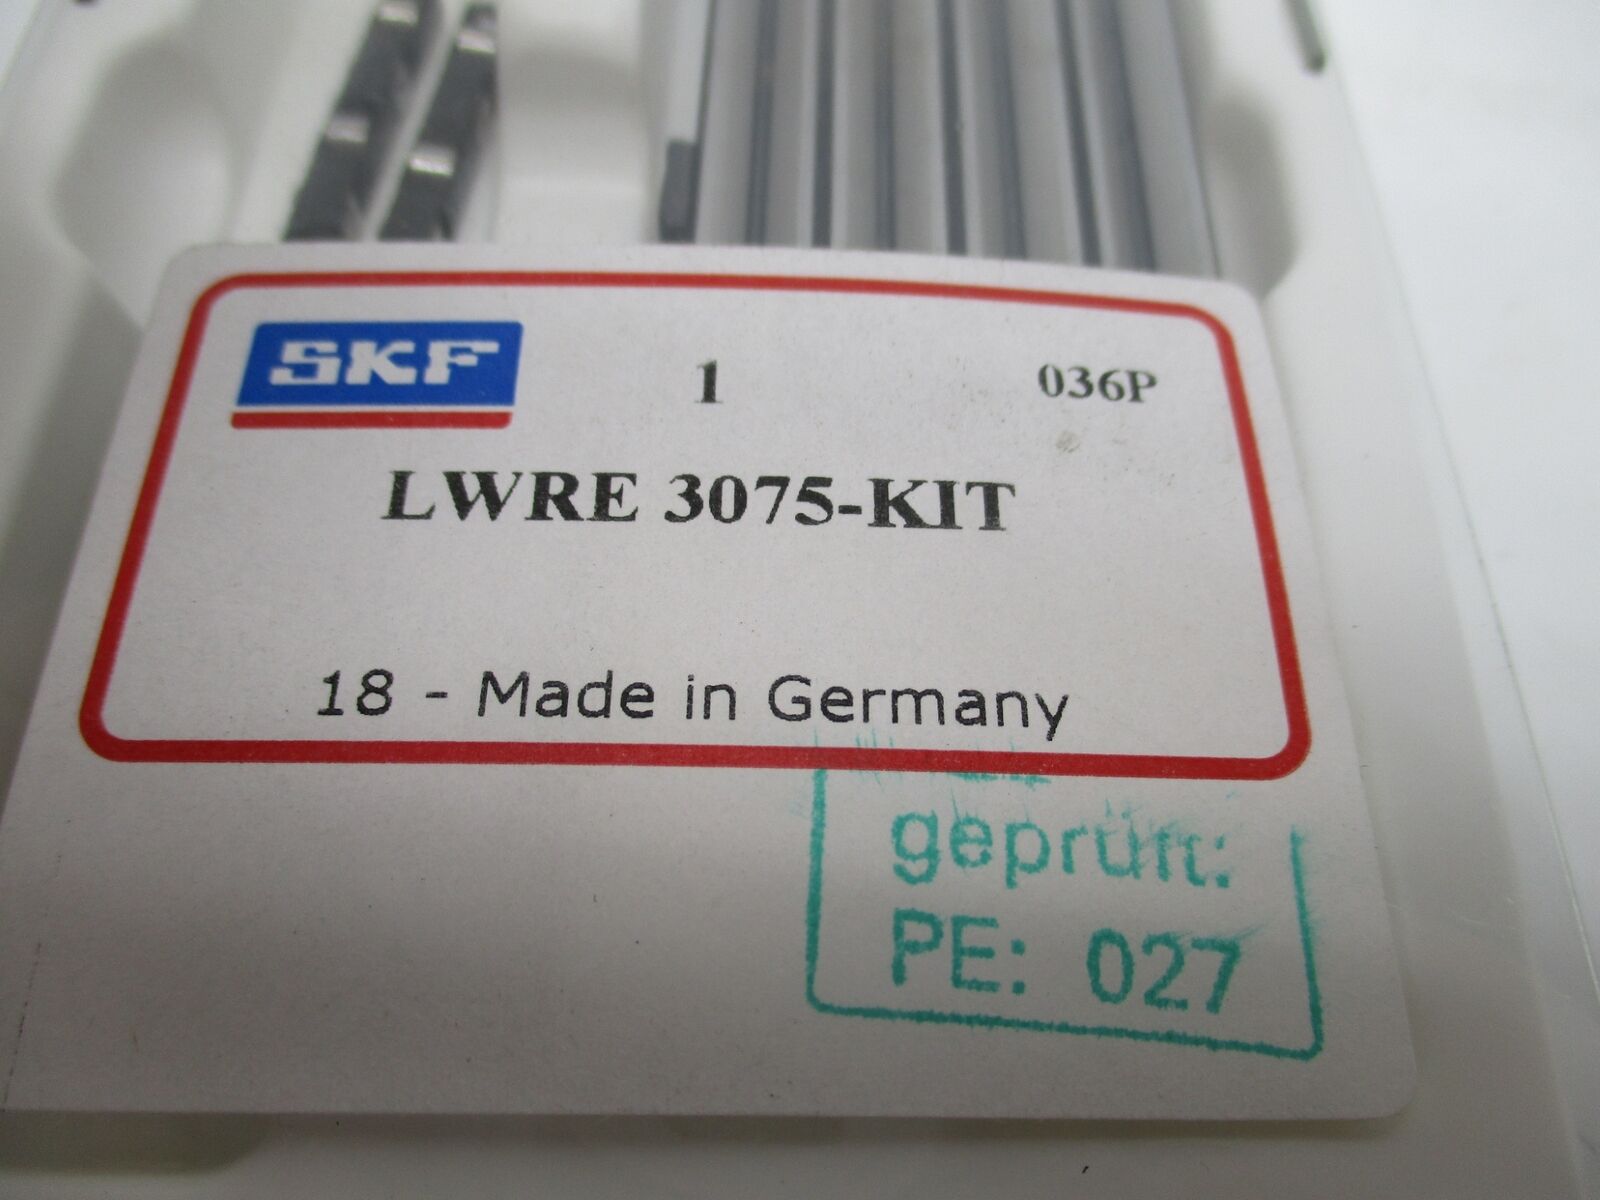 SKF 1 036P
LWRE 3075-KIT
18 - Made in Germany
geprüft:
PE: 027